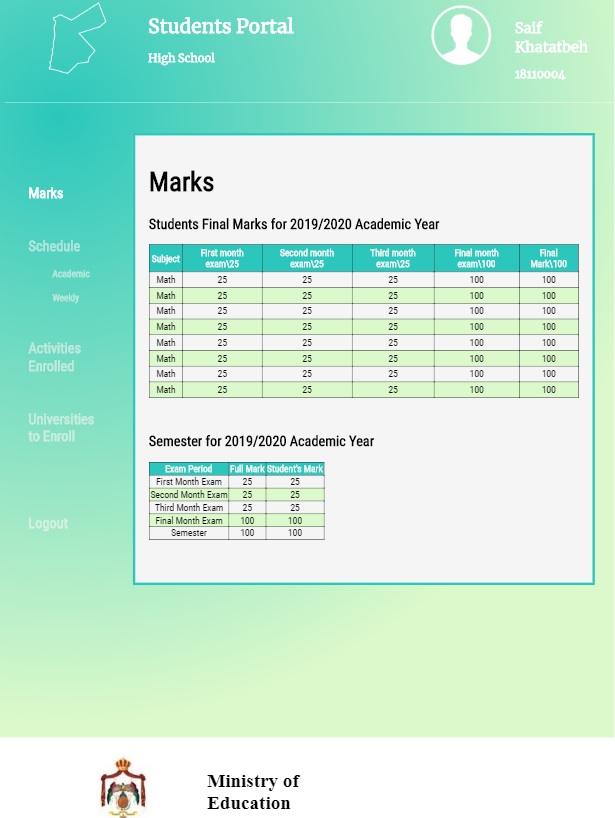 Students Portal
High School
Saif
Khatatbeh
18110004
Marks
Schedule
Academic
Weekly
Activities
Enrolled
Universities
to Enroll
Logout
Marks
Students Final Marks for 2019/2020 Academic Year
Subject First month exam\25 Second month exam\25 Third month exam\25 Final month exam\100 Final Mark\100
Math 25 25 25 100 100
Math 25 25 25 100 100
Math 25 25 25 100 100
Math 25 25 25 100 100
Math 25 25 25 100 100
Math 25 25 25 100 100
Math 25 25 25 100 100
Math 25 25 25 100 100
Semester for 2019/2020 Academic Year
Exam Period Full Mark Student's Mark
First Month Exam 25 25
Second Month Exam 25 25
Third Month Exam 25 25
Final Month Exam 100 100
Semester 100 100
Ministry of
Education